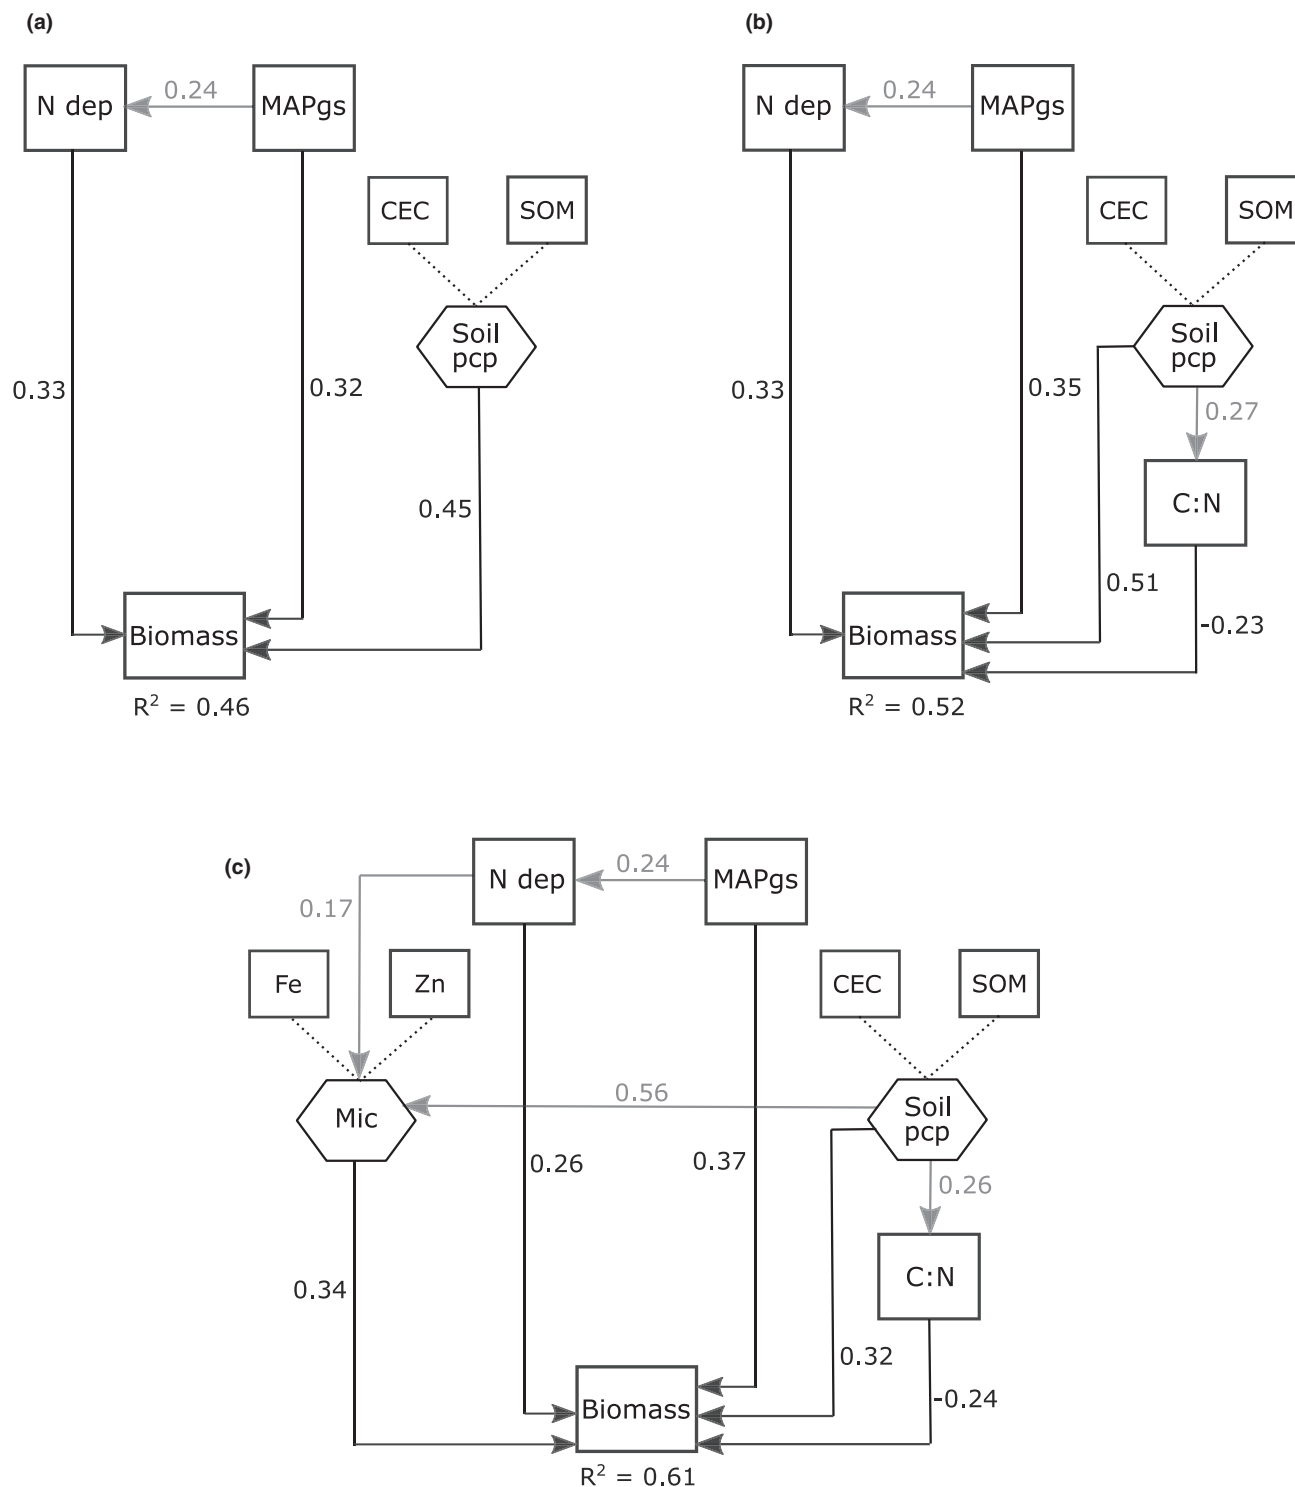 (a)
(b)
N dep
0.24
MAPgs
N dep
0.24
MAPgs
CEC
SOM
CEC
SOM
Soil
pcp
Soil
pcp
0.33
0.32
0.33
0.35
0.27
0.45
C:N
0.51
-0.23
Biomass
Biomass
R² = 0.46
R² = 0.52
(c)
N dep
0.24
MAPgs
0.17
Fe
Zn
CEC
SOM
Mic
0.56
Soil
pcp
0.26
0.37
0.26
C:N
0.34
0.32
-0.24
Biomass
R² = 0.61